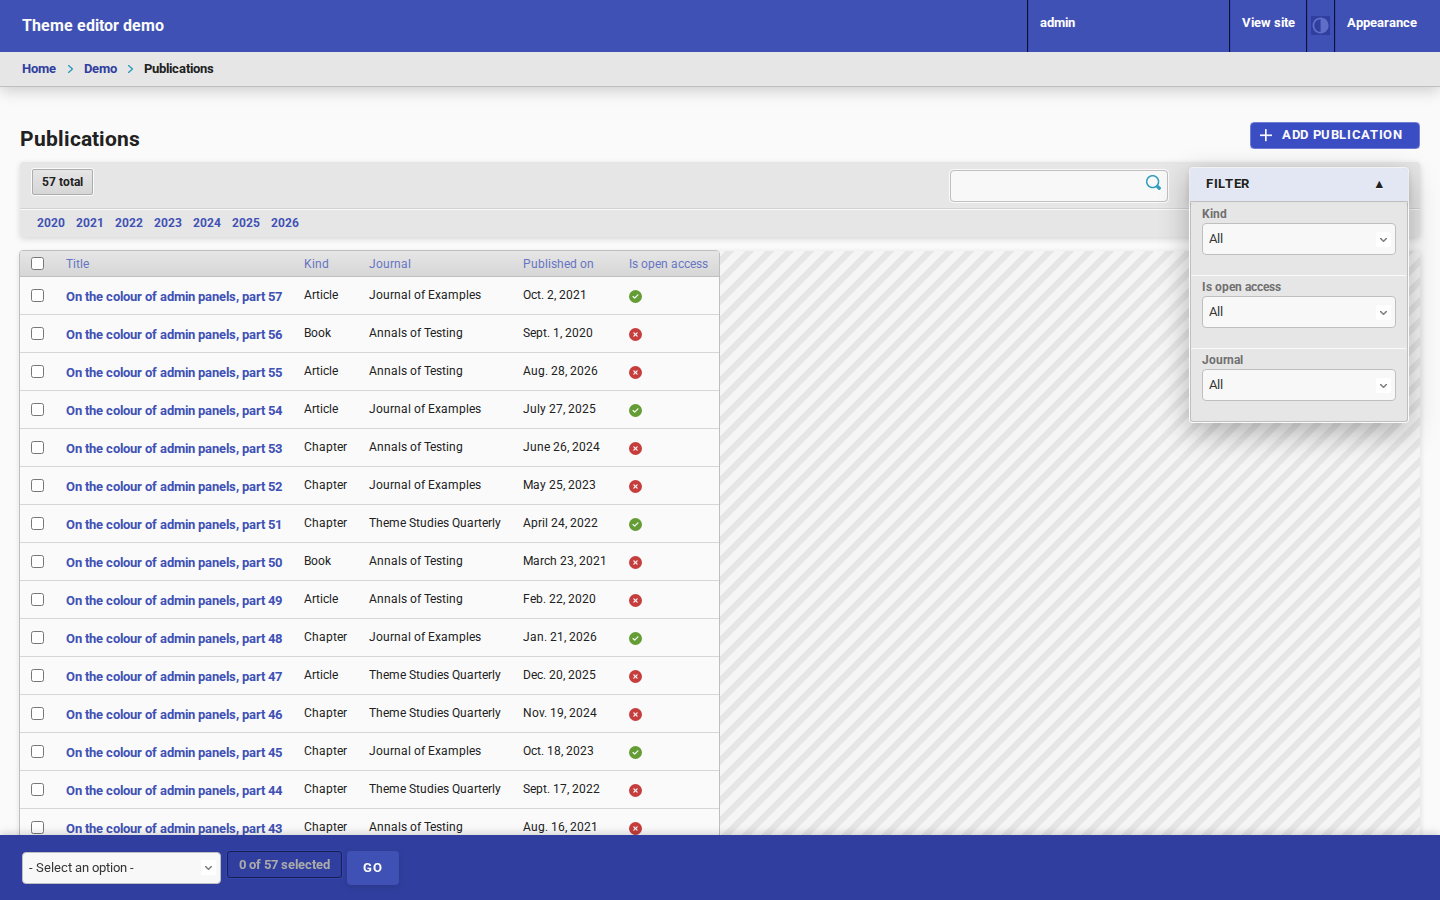 Theme editor demo
admin
View site
Appearance
Home > Demo > Publications
Publications
ADD PUBLICATION
57 total
FILTER ▲
2020 2021 2022 2023 2024 2025 2026
Kind
All
Is open access
All
Journal
All
Title Kind Journal Published on Is open access
On the colour of admin panels, part 57 Article Journal of Examples Oct. 2, 2021
On the colour of admin panels, part 56 Book Annals of Testing Sept. 1, 2020
On the colour of admin panels, part 55 Article Annals of Testing Aug. 28, 2026
On the colour of admin panels, part 54 Article Journal of Examples July 27, 2025
On the colour of admin panels, part 53 Chapter Annals of Testing June 26, 2024
On the colour of admin panels, part 52 Chapter Journal of Examples May 25, 2023
On the colour of admin panels, part 51 Chapter Theme Studies Quarterly April 24, 2022
On the colour of admin panels, part 50 Book Annals of Testing March 23, 2021
On the colour of admin panels, part 49 Article Annals of Testing Feb. 22, 2020
On the colour of admin panels, part 48 Chapter Journal of Examples Jan. 21, 2026
On the colour of admin panels, part 47 Article Theme Studies Quarterly Dec. 20, 2025
On the colour of admin panels, part 46 Chapter Theme Studies Quarterly Nov. 19, 2024
On the colour of admin panels, part 45 Chapter Journal of Examples Oct. 18, 2023
On the colour of admin panels, part 44 Chapter Theme Studies Quarterly Sept. 17, 2022
On the colour of admin panels, part 43 Chapter Annals of Testing Aug. 16, 2021
- Select an option - 0 of 57 selected GO